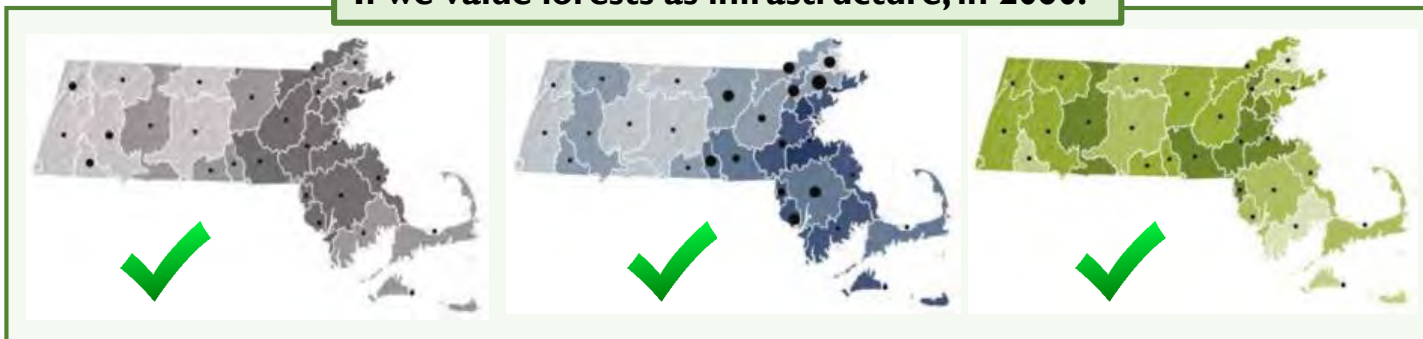 If we value forests as infrastructure, in 2060: